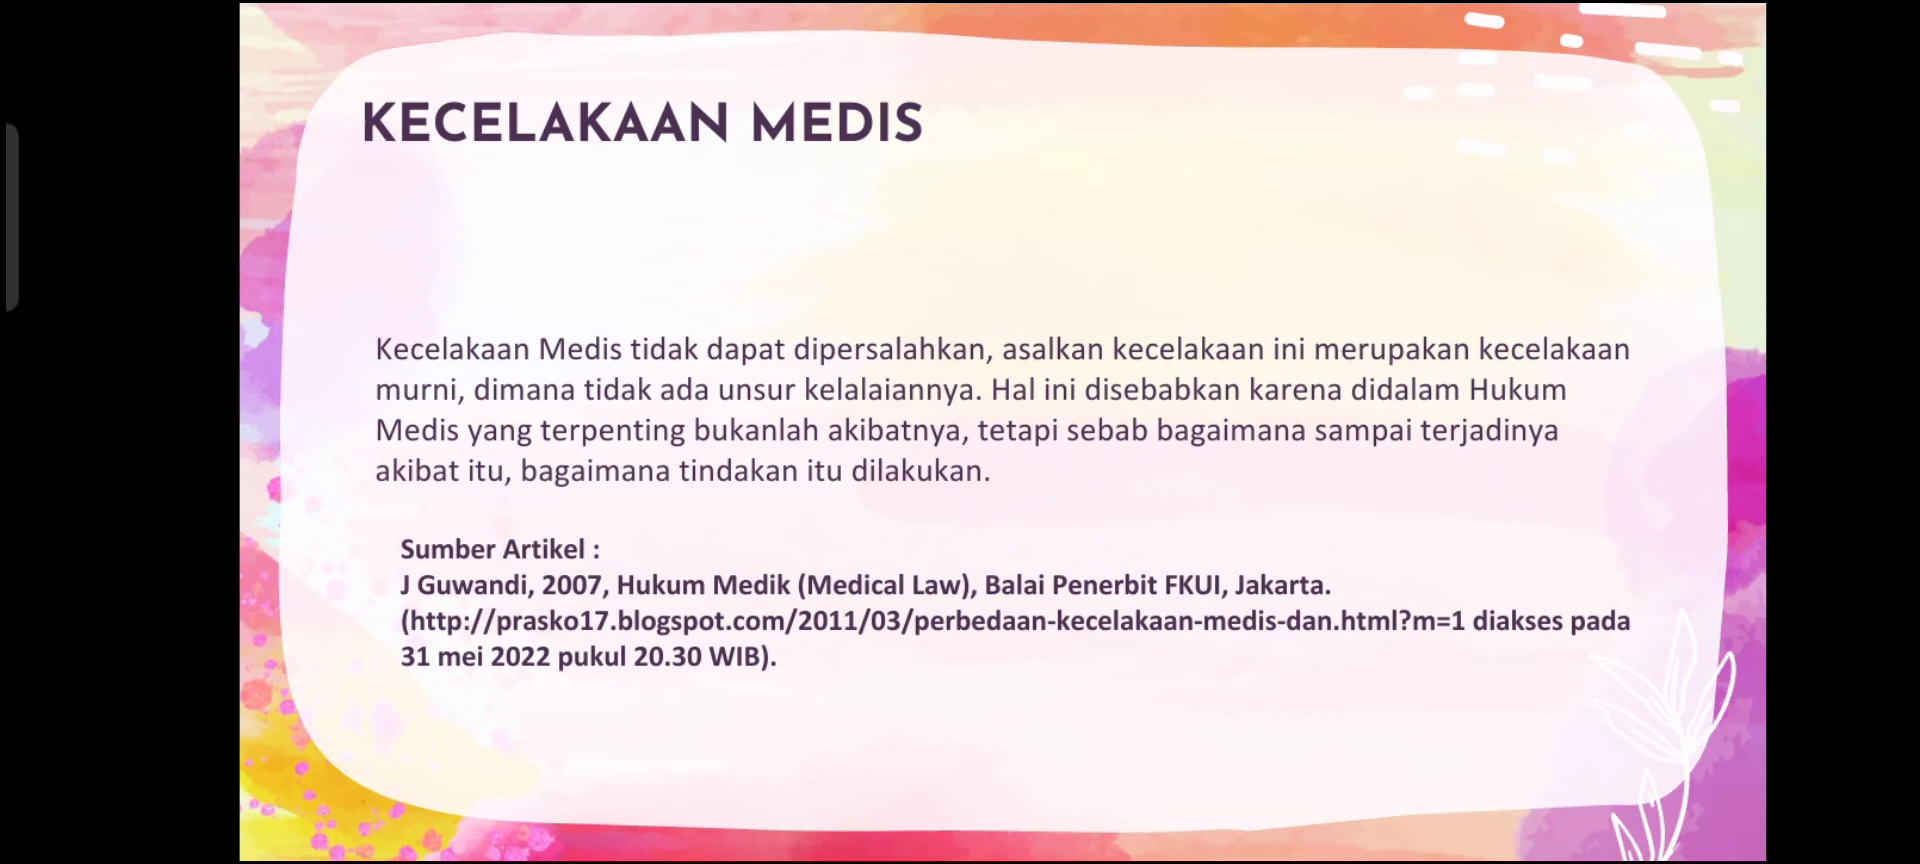 KECELAKAAN MEDIS
Kecelakaan Medis tidak dapat dipersalahkan, asalkan kecelakaan ini merupakan kecelakaan
murni, dimana tidak ada unsur kelalaiannya. Hal ini disebabkan karena didalam Hukum
Medis yang terpenting bukanlah akibatnya, tetapi sebab bagaimana sampai terjadinya
akibat itu, bagaimana tindakan itu dilakukan.
Sumber Artikel :
J Guwandi, 2007, Hukum Medik (Medical Law), Balai Penerbit FKUI, Jakarta.
(http://prasko17.blogspot.com/2011/03/perbedaan-kecelakaan-medis-dan.html?m=1 diakses pada
31 mei 2022 pukul 20.30 WIB).